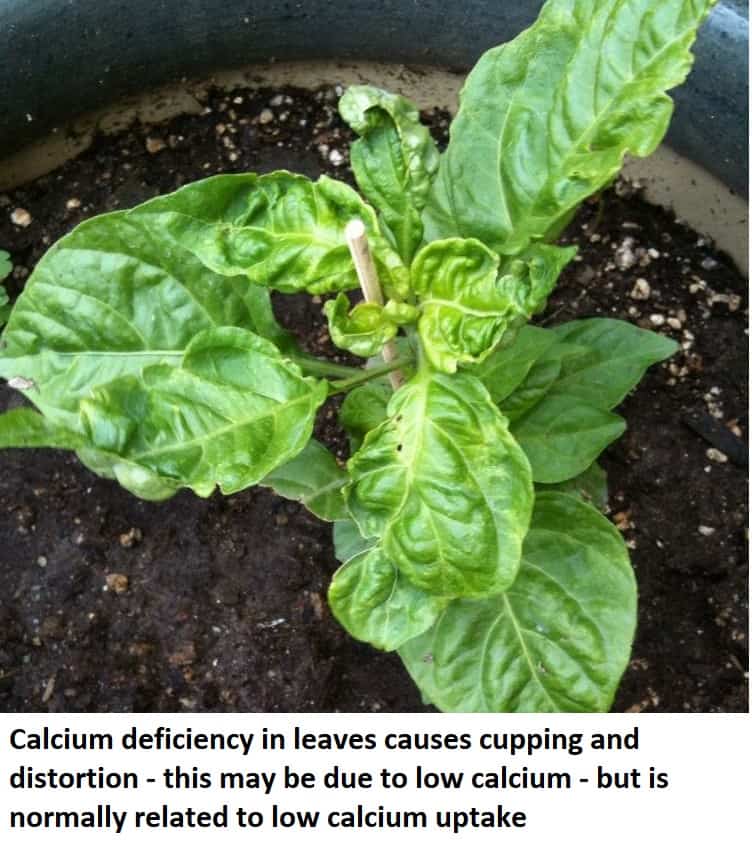 Calcium deficiency in leaves causes cupping and
distortion - this may be due to low calcium - but is
normally related to low calcium uptake